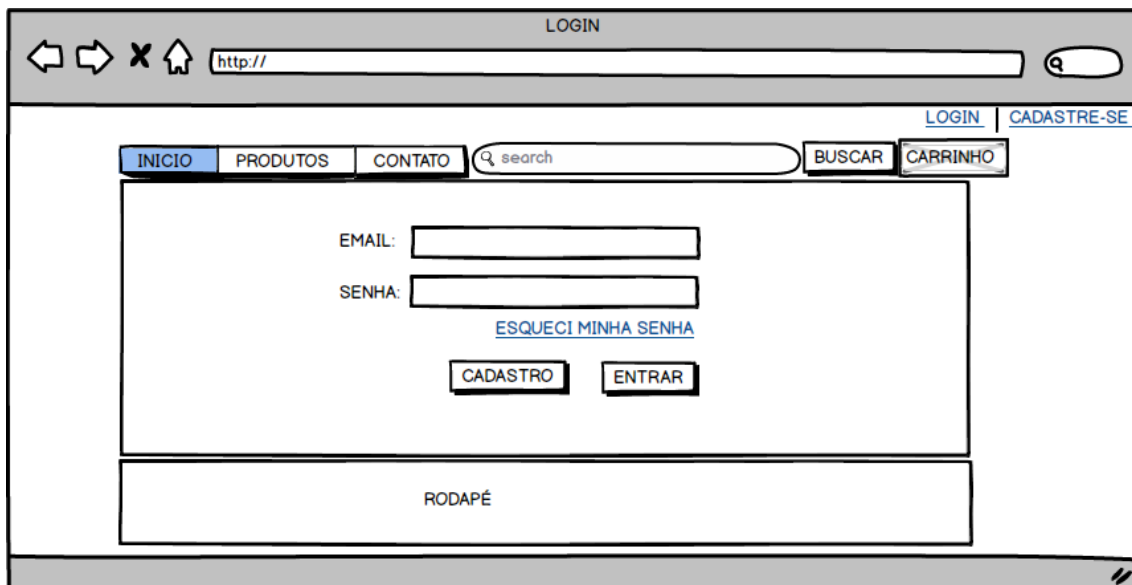 LOGIN
http://
LOGIN CADASTRE-SE
INICIO PRODUTOS CONTATO search BUSCAR CARRINHO
EMAIL:
SENHA:
ESQUECI MINHA SENHA
CADASTRO ENTRAR
RODAPÉ